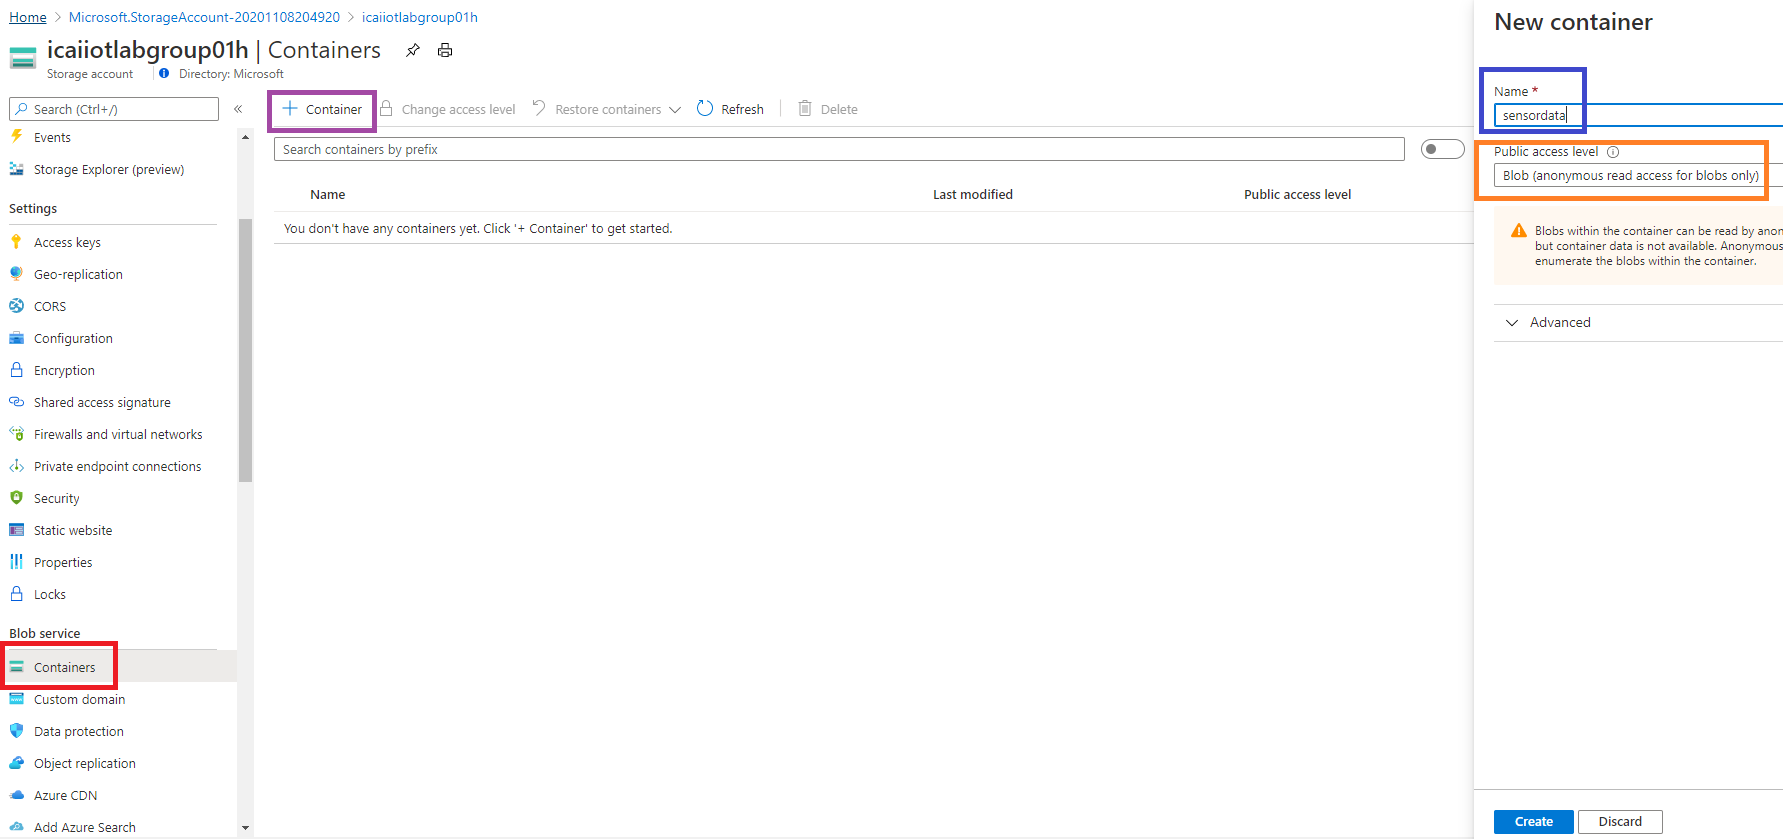 Home > Microsoft.StorageAccount-20201108204920 > icaiiotlabgroup01h
icaiiotlabgroup01h | Containers
Storage account
Directory: Microsoft
Search (Ctrl+/)
«
Events
Storage Explorer (preview)
Settings
Access keys
Geo-replication
CORS
Configuration
Encryption
Shared access signature
Firewalls and virtual networks
Private endpoint connections
Security
Static website
Properties
Locks
Blob service
Containers
Custom domain
Data protection
Object replication
Azure CDN
Add Azure Search
+ Container Change access level Restore containers Refresh Delete
Search containers by prefix
Name Last modified Public access level
You don't have any containers yet. Click '+ Container' to get started.
New container
Name *
sensordata
Public access level
Blob (anonymous read access for blobs only)
Blobs within the container can be read by anon
but container data is not available. Anonymous
enumerate the blobs within the container.
Advanced
Create Discard